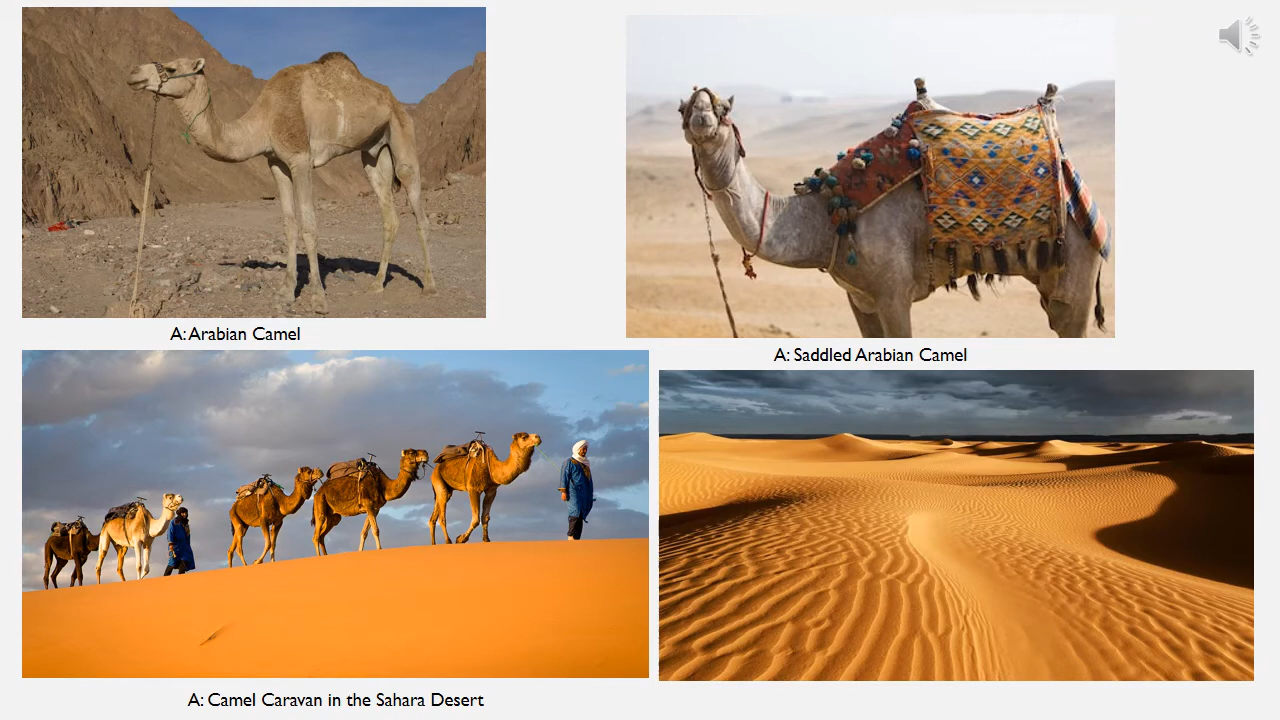 A: Arabian Camel
A: Saddled Arabian Camel
A: Camel Caravan in the Sahara Desert